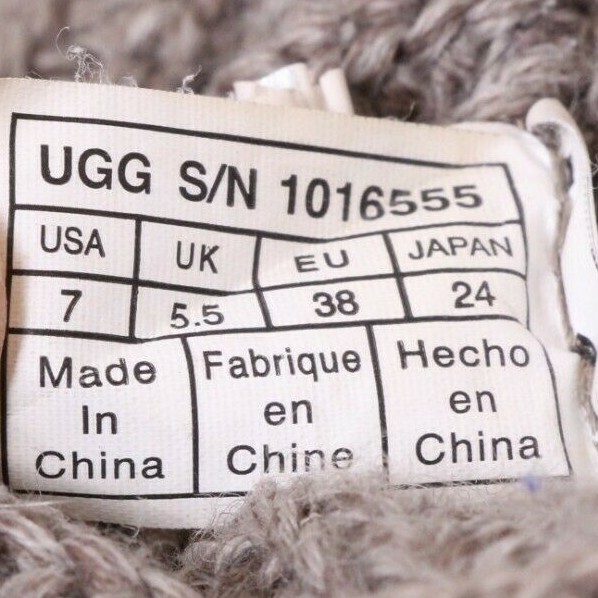 UGG S/N 1016555
USA UK EU JAPAN
7 5.5 38 24
Made
In
China
Fabrique
en
Chine
Hecho
en
China